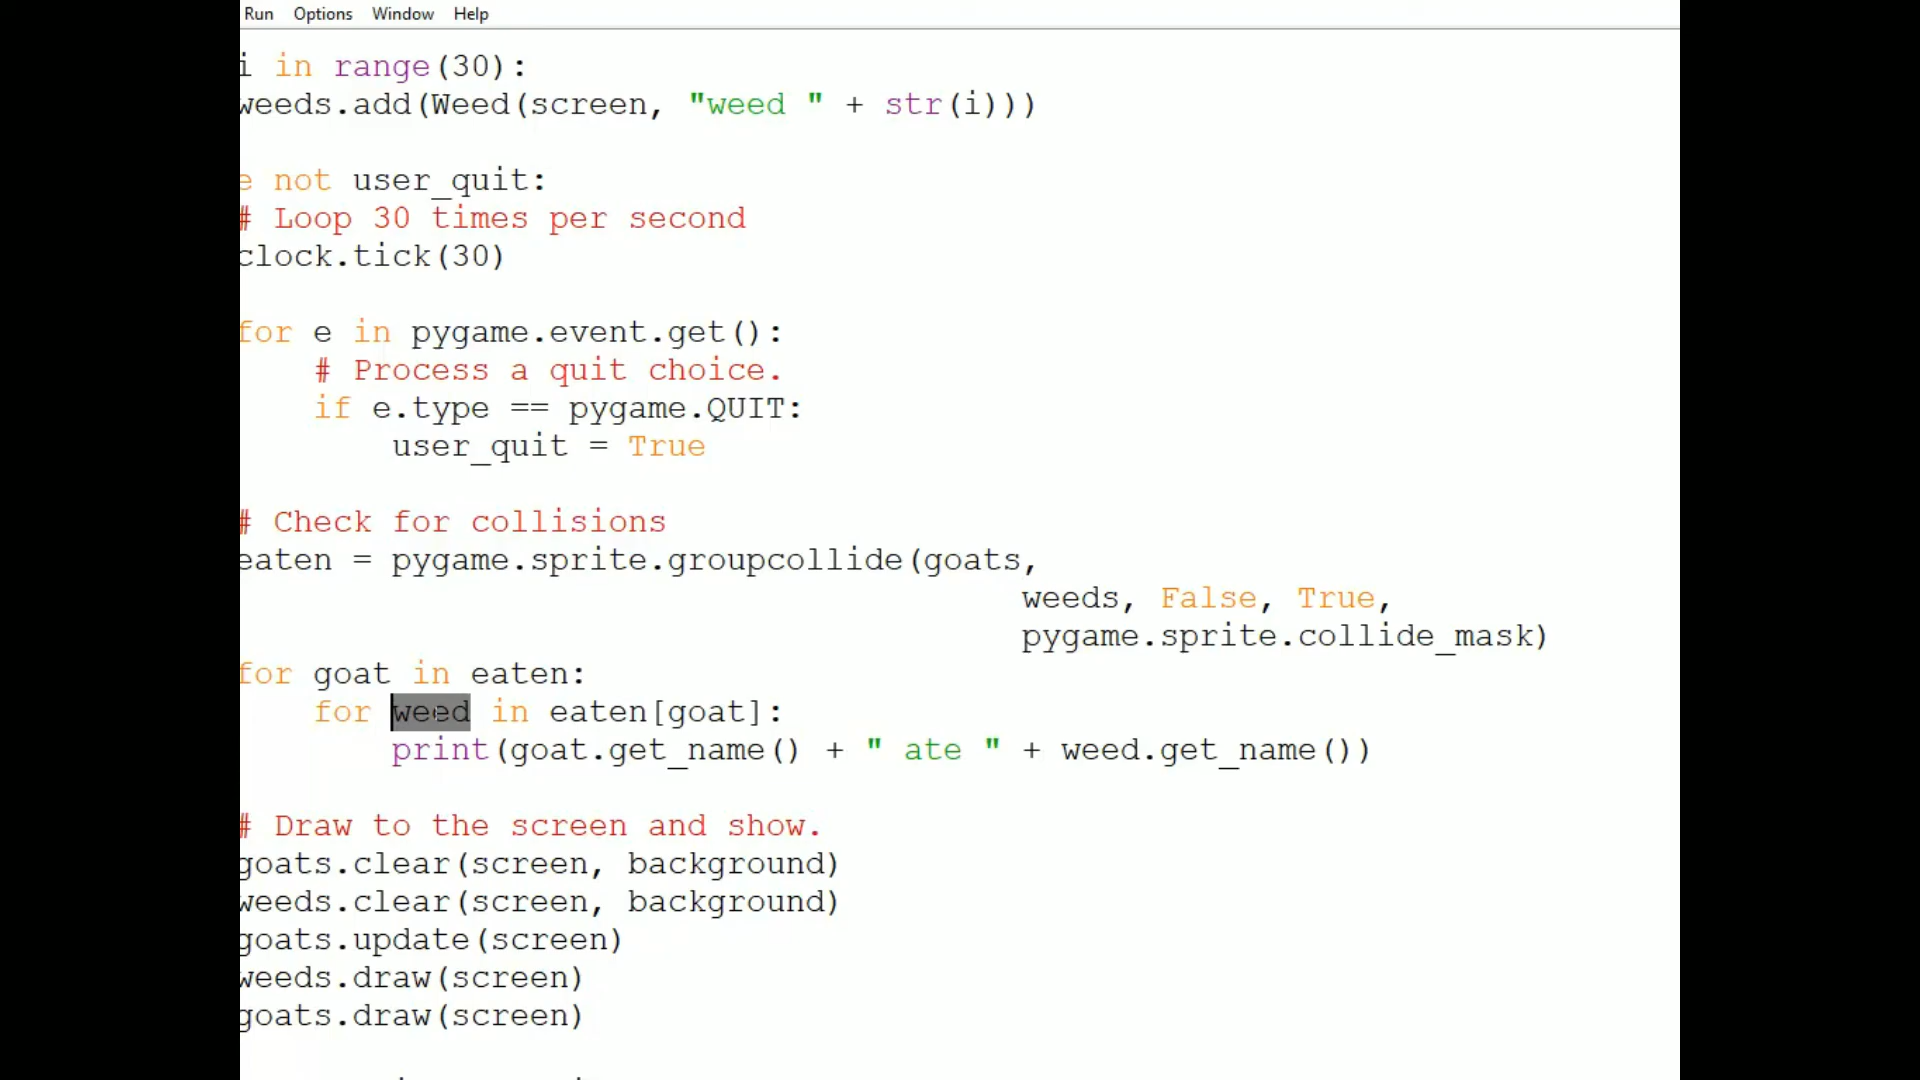 Run Options Window Help
i in range(30):
weeds.add(Weed(screen, "weed " + str(i)))
e not user_quit:
# Loop 30 times per second
clock.tick(30)
for e in pygame.event.get():
# Process a quit choice.
if e.type == pygame.QUIT:
user_quit = True
# Check for collisions
eaten = pygame.sprite.groupcollide(goats,
weeds, False, True,
pygame.sprite.collide_mask)
for goat in eaten:
for weed in eaten[goat]:
print(goat.get_name() + " ate " + weed.get_name())
# Draw to the screen and show.
goats.clear(screen, background)
weeds.clear(screen, background)
goats.update(screen)
weeds.draw(screen)
goats.draw(screen)